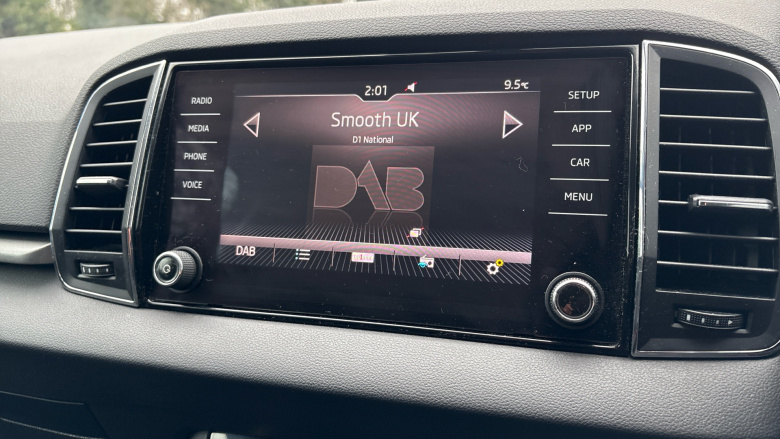 2:01
9.5°C
RADIO
MEDIA
PHONE
VOICE
Smooth UK
D1 National
DAB
DAB
SETUP
APP
CAR
MENU